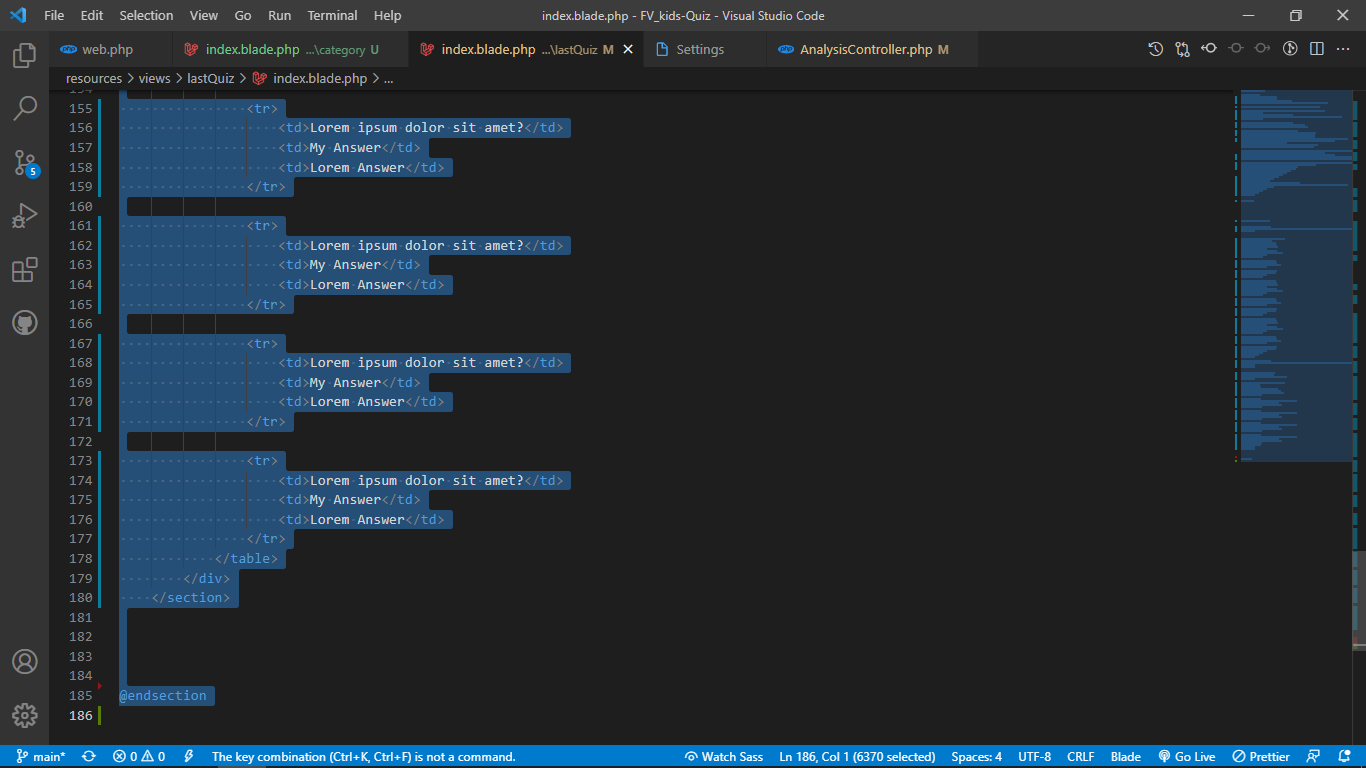 File Edit Selection View Go Run Terminal Help index.blade.php - FV_kids-Quiz - Visual Studio Code
web.php index.blade.php ...\category U index.blade.php ...\lastQuiz M Settings AnalysisController.php M
resources > views > lastQuiz > index.blade.php > ...
154
155 <tr>
156 <td>Lorem ipsum dolor sit amet?</td>
157 <td>My Answer</td>
158 <td>Lorem Answer</td>
159 </tr>
160
161 <tr>
162 <td>Lorem ipsum dolor sit amet?</td>
163 <td>My Answer</td>
164 <td>Lorem Answer</td>
165 </tr>
166
167 <tr>
168 <td>Lorem ipsum dolor sit amet?</td>
169 <td>My Answer</td>
170 <td>Lorem Answer</td>
171 </tr>
172
173 <tr>
174 <td>Lorem ipsum dolor sit amet?</td>
175 <td>My Answer</td>
176 <td>Lorem Answer</td>
177 </tr>
178 </table>
179 </div>
180 </section>
181
182
183
184
185 @endsection
186
5
main* 0 0 The key combination (Ctrl+K, Ctrl+F) is not a command. Watch Sass Ln 186, Col 1 (6370 selected) Spaces: 4 UTF-8 CRLF Blade Go Live Prettier